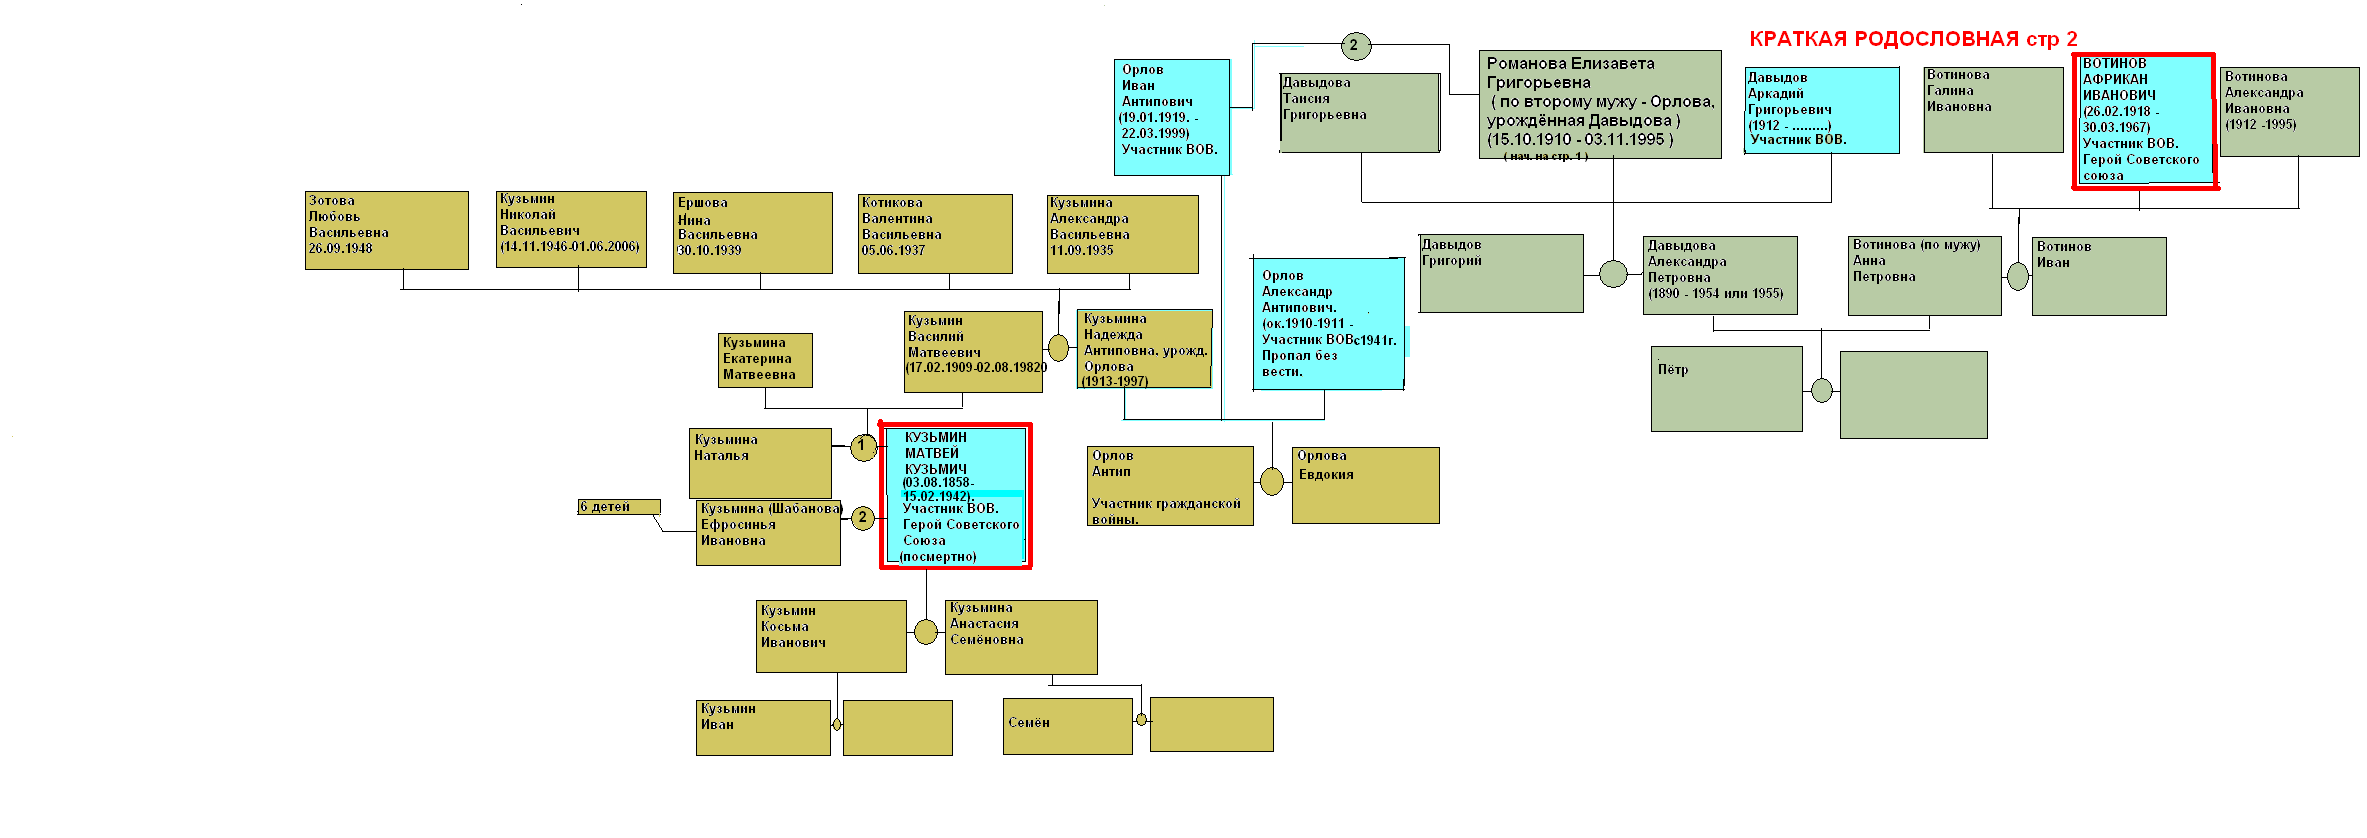 КРАТКАЯ РОДОСЛОВНАЯ стр 2
Орлов
Иван
Антипович
(19.01.1919. -
22.03.1999)
Участник ВОВ.
2
Давыдова
Таисия
Григорьевна
Романова Елизавета
Григорьевна
( по второму мужу - Орлова,
урождённая Давыдова )
(15.10.1910 - 03.11.1995 )
( нач. на стр. 1 )
Давыдов
Аркадий
Григорьевич
(1912 - .........)
Участник ВОВ.
Вотинова
Галина
Ивановна
ВОТИНОВ
АФРИКАН
ИВАНОВИЧ
(26.02.1918 -
30.03.1967)
Участник ВОВ.
Герой Советского
союза
Вотинова
Александра
Ивановна
(1912 -1995)
Зотова
Любовь
Васильевна
26.09.1948
Кузьмин
Николай
Васильевич
(14.11.1946-01.06.2006)
Ершова
Нина
Васильевна
30.10.1939
Котикова
Валентина
Васильевна
05.06.1937
Кузьмина
Александра
Васильевна
11.09.1935
Орлов
Александр
Антипович.
(ок.1910-1911 -
Участник ВОВс1941г.
Пропал без
вести.
Давыдов
Григорий
Давыдова
Александра
Петровна
(1890 - 1954 или 1955)
Вотинова (по мужу)
Анна
Петровна
Вотинов
Иван
Кузьмина
Екатерина
Матвеевна
Кузьмин
Василий
Матвеевич
(17.02.1909-02.08.19820
Кузьмина
Надежда
Антиповна, урожд.
Орлова
(1913-1997)
Пётр
Кузьмина
Наталья
1
КУЗЬМИН
МАТВЕЙ
КУЗЬМИЧ
(03.08.1858-
15.02.1942).
Участник ВОВ.
Герой Советского
Союза
(посмертно)
Орлов
Антип
Участник гражданской
войны.
Орлова
Евдокия
6 детей
Кузьмина (Шабанова)
Ефросинья
Ивановна
2
Кузьмин
Косьма
Иванович
Кузьмина
Анастасия
Семёновна
Кузьмин
Иван
Семён